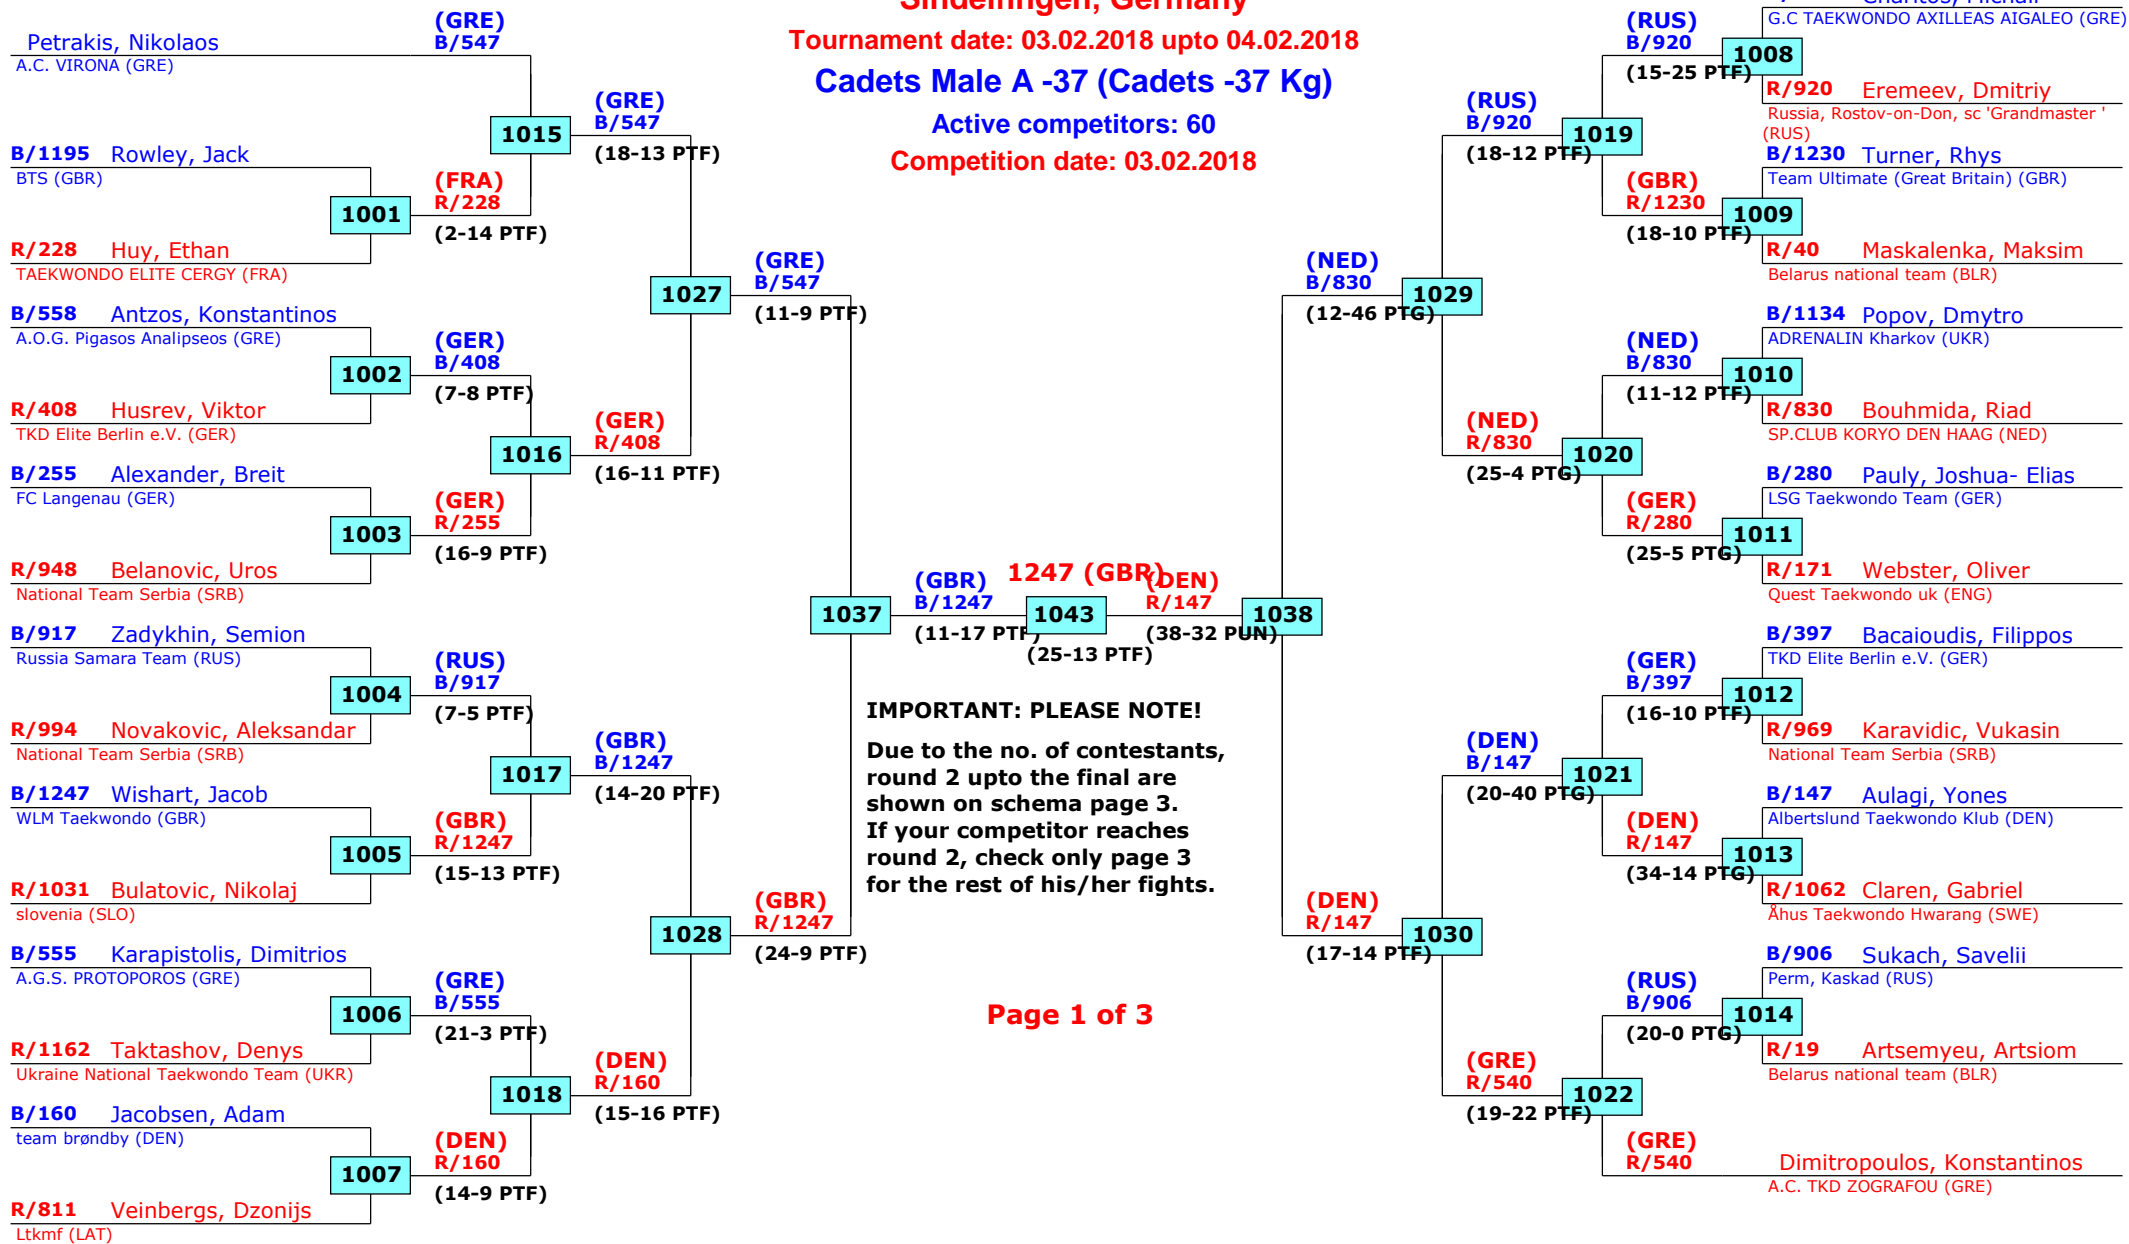 Sindelfingen, Germany
Tournament date: 03.02.2018 upto 04.02.2018
Cadets Male A -37 (Cadets -37 Kg)
Active competitors: 60
Competition date: 03.02.2018
Petrakis, Nikolaos
A.C. VIRONA (GRE)
B/1195 Rowley, Jack
BTS (GBR)
R/228 Huy, Ethan
TAEKWONDO ELITE CERGY (FRA)
B/558 Antzos, Konstantinos
A.O.G. Pigasos Analipseos (GRE)
R/408 Husrev, Viktor
TKD Elite Berlin e.V. (GER)
B/255 Alexander, Breit
FC Langenau (GER)
R/948 Belanovic, Uros
National Team Serbia (SRB)
B/917 Zadykhin, Semion
Russia Samara Team (RUS)
R/994 Novakovic, Aleksandar
National Team Serbia (SRB)
B/1247 Wishart, Jacob
WLM Taekwondo (GBR)
R/1031 Bulatovic, Nikolaj
slovenia (SLO)
B/555 Karapistolis, Dimitrios
A.G.S. PROTOPOROS (GRE)
R/1162 Taktashov, Denys
Ukraine National Taekwondo Team (UKR)
B/160 Jacobsen, Adam
team brøndby (DEN)
R/811 Veinbergs, Dzonijs
Ltkmf (LAT)
1001
1002
1003
1004
1005
1006
1007
(GRE)
B/547
(FRA)
R/228
(2-14 PTF)
(GER)
B/408
(7-8 PTF)
(GER)
R/255
(16-9 PTF)
(RUS)
B/917
(7-5 PTF)
(GBR)
R/1247
(15-13 PTF)
(GRE)
B/555
(21-3 PTF)
(DEN)
R/160
(14-9 PTF)
1015
1016
1017
1018
(GRE)
B/547
(18-13 PTF)
(GER)
R/408
(16-11 PTF)
(GBR)
B/1247
(14-20 PTF)
(DEN)
R/160
(15-16 PTF)
1027
1028
(GRE)
B/547
(11-9 PTF)
(GBR)
R/1247
(24-9 PTF)
1037
(GBR)
B/1247
(11-17 PTF)
1247 (GBR)
1043
(25-13 PTF)
(DEN)
R/147
(38-32 PUN)
1038
IMPORTANT: PLEASE NOTE!
Due to the no. of contestants,
round 2 upto the final are
shown on schema page 3.
If your competitor reaches
round 2, check only page 3
for the rest of his/her fights.
Page 1 of 3
(NED)
B/830
(12-46 PTG)
(DEN)
R/147
(17-14 PTF)
1029
1030
(RUS)
B/920
(18-12 PTF)
(NED)
R/830
(25-4 PTG)
(DEN)
B/147
(20-40 PTG)
(GRE)
R/540
(19-22 PTF)
1019
1020
1021
1022
(RUS)
B/920
(15-25 PTF)
(GBR)
R/1230
(18-10 PTF)
(NED)
B/830
(11-12 PTF)
(GER)
R/280
(25-5 PTG)
(GER)
B/397
(16-10 PTF)
(DEN)
R/147
(34-14 PTG)
(RUS)
B/906
(20-0 PTG)
(GRE)
R/540
1008
1009
1010
1011
1012
1013
1014
G.C TAEKWONDO AXILLEAS AIGALEO (GRE)
R/920 Eremeev, Dmitriy
Russia, Rostov-on-Don, sc 'Grandmaster '
(RUS)
B/1230 Turner, Rhys
Team Ultimate (Great Britain) (GBR)
R/40 Maskalenka, Maksim
Belarus national team (BLR)
B/1134 Popov, Dmytro
ADRENALIN Kharkov (UKR)
R/830 Bouhmida, Riad
SP.CLUB KORYO DEN HAAG (NED)
B/280 Pauly, Joshua- Elias
LSG Taekwondo Team (GER)
R/171 Webster, Oliver
Quest Taekwondo uk (ENG)
B/397 Bacaioudis, Filippos
TKD Elite Berlin e.V. (GER)
R/969 Karavidic, Vukasin
National Team Serbia (SRB)
B/147 Aulagi, Yones
Albertslund Taekwondo Klub (DEN)
R/1062 Claren, Gabriel
Åhus Taekwondo Hwarang (SWE)
B/906 Sukach, Savelii
Perm, Kaskad (RUS)
R/19 Artsemyeu, Artsiom
Belarus national team (BLR)
Dimitropoulos, Konstantinos
A.C. TKD ZOGRAFOU (GRE)